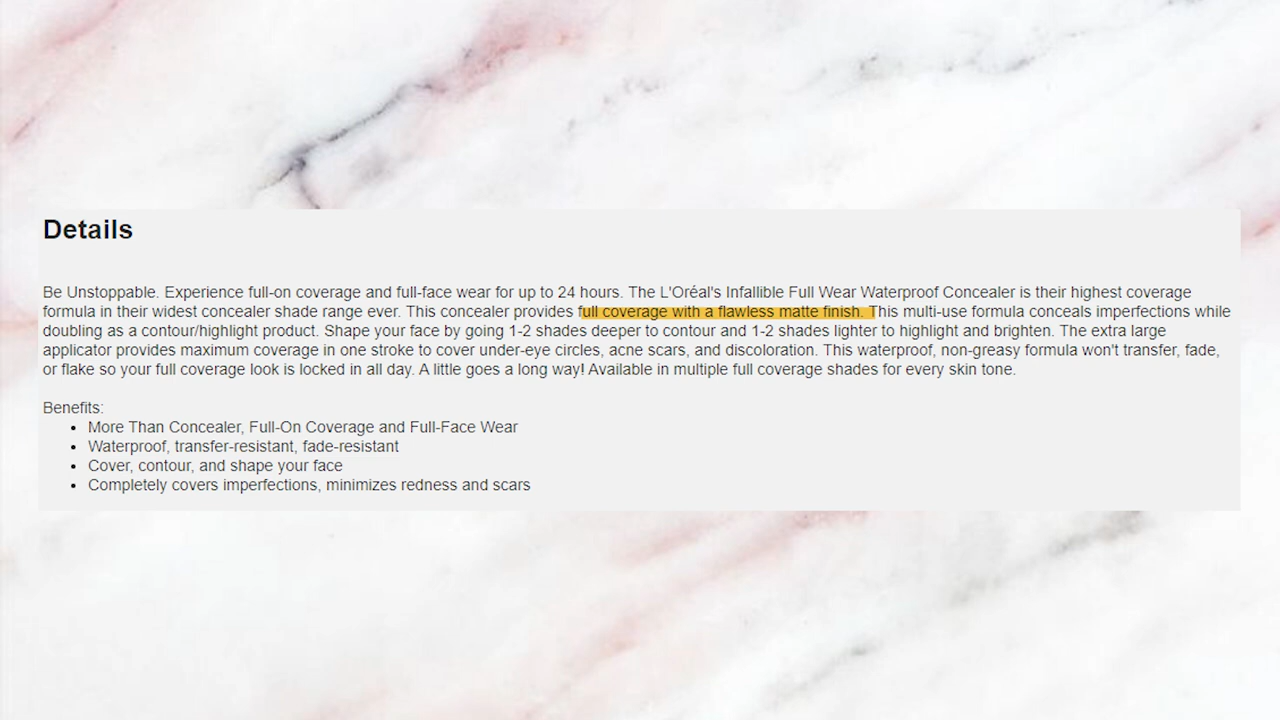 Details
Be Unstoppable. Experience full-on coverage and full-face wear for up to 24 hours. The L'Oréal's Infallible Full Wear Waterproof Concealer is their highest coverage
formula in their widest concealer shade range ever. This concealer provides full coverage with a flawless matte finish. This multi-use formula conceals imperfections while
doubling as a contour/highlight product. Shape your face by going 1-2 shades deeper to contour and 1-2 shades lighter to highlight and brighten. The extra large
applicator provides maximum coverage in one stroke to cover under-eye circles, acne scars, and discoloration. This waterproof, non-greasy formula won't transfer, fade,
or flake so your full coverage look is locked in all day. A little goes a long way! Available in multiple full coverage shades for every skin tone.
Benefits:
• More Than Concealer, Full-On Coverage and Full-Face Wear
• Waterproof, transfer-resistant, fade-resistant
• Cover, contour, and shape your face
• Completely covers imperfections, minimizes redness and scars